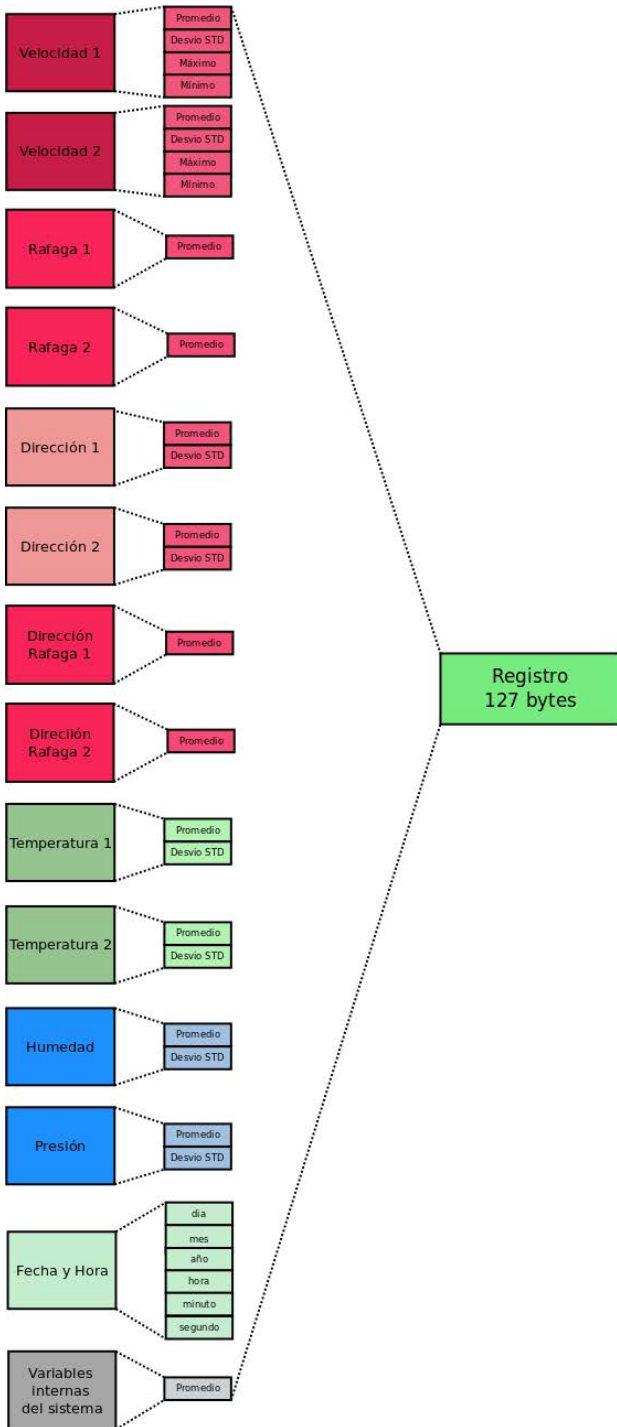 Velocidad 1
Promedio
Desvio STD
Máximo
Mínimo
Velocidad 2
Promedio
Desvio STD
Máximo
Mínimo
Rafaga 1
Promedio
Rafaga 2
Promedio
Dirección 1
Promedio
Desvio STD
Dirección 2
Promedio
Desvio STD
Dirección
Rafaga 1
Promedio
Direciión
Rafaga 2
Promedio
Registro
127 bytes
Temperatura 1
Promedio
Desvio STD
Temperatura 2
Promedio
Desvio STD
Humedad
Promedio
Desvio STD
Presión
Promedio
Desvio STD
Fecha y Hora
dia
mes
año
hora
minuto
segundo
Variables
internas
del sistema
Promedio